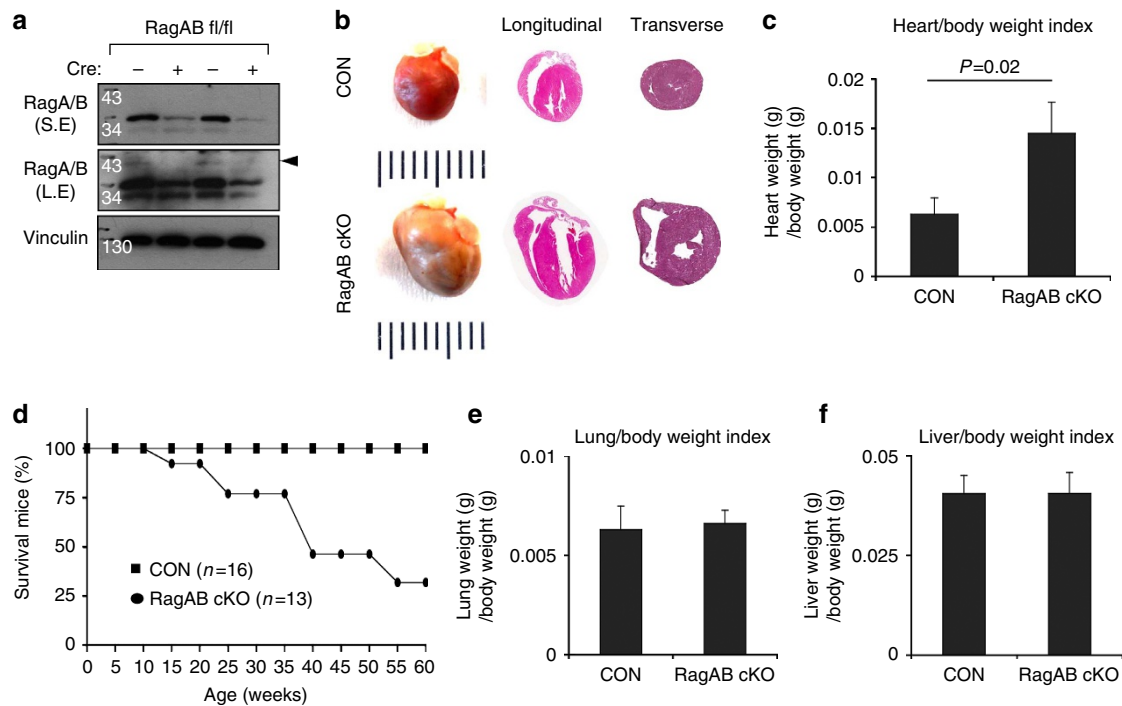 a
RagAB fl/fl
Cre: – + – +
RagA/B
(S.E)
43
34
RagA/B
(L.E)
43
34
Vinculin
130
b
Longitudinal Transverse
CON
RagAB cKO
c
Heart/body weight index
P=0.02
Heart weight (g)
/body weight (g)
0.02
0.015
0.01
0.005
0
CON RagAB cKO
d
Survival mice (%)
100
75
50
25
0
CON (n=16)
RagAB cKO (n=13)
0 5 10 15 20 25 30 35 40 45 50 55 60
Age (weeks)
e
Lung/body weight index
Lung weight (g)
/body weight (g)
0.01
0.005
0
CON RagAB cKO
f
Liver/body weight index
Liver weight (g)
/body weight (g)
0.05
0.025
0
CON RagAB cKO